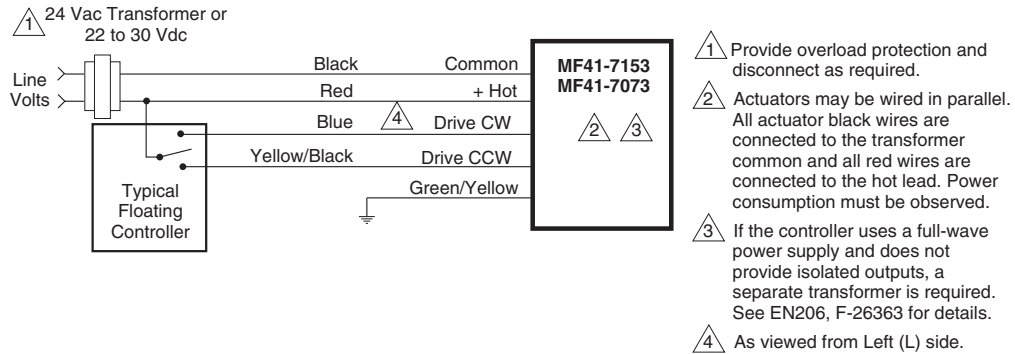 1 24 Vac Transformer or
22 to 30 Vdc
Line
Volts
Black
Common
Red
+ Hot
Blue
4
Drive CW
Yellow/Black
Drive CCW
Green/Yellow
Typical
Floating
Controller
MF41-7153
MF41-7073
2 3
1 Provide overload protection and
disconnect as required.
2 Actuators may be wired in parallel.
All actuator black wires are
connected to the transformer
common and all red wires are
connected to the hot lead. Power
consumption must be observed.
3 If the controller uses a full-wave
power supply and does not
provide isolated outputs, a
separate transformer is required.
See EN206, F-26363 for details.
4 As viewed from Left (L) side.